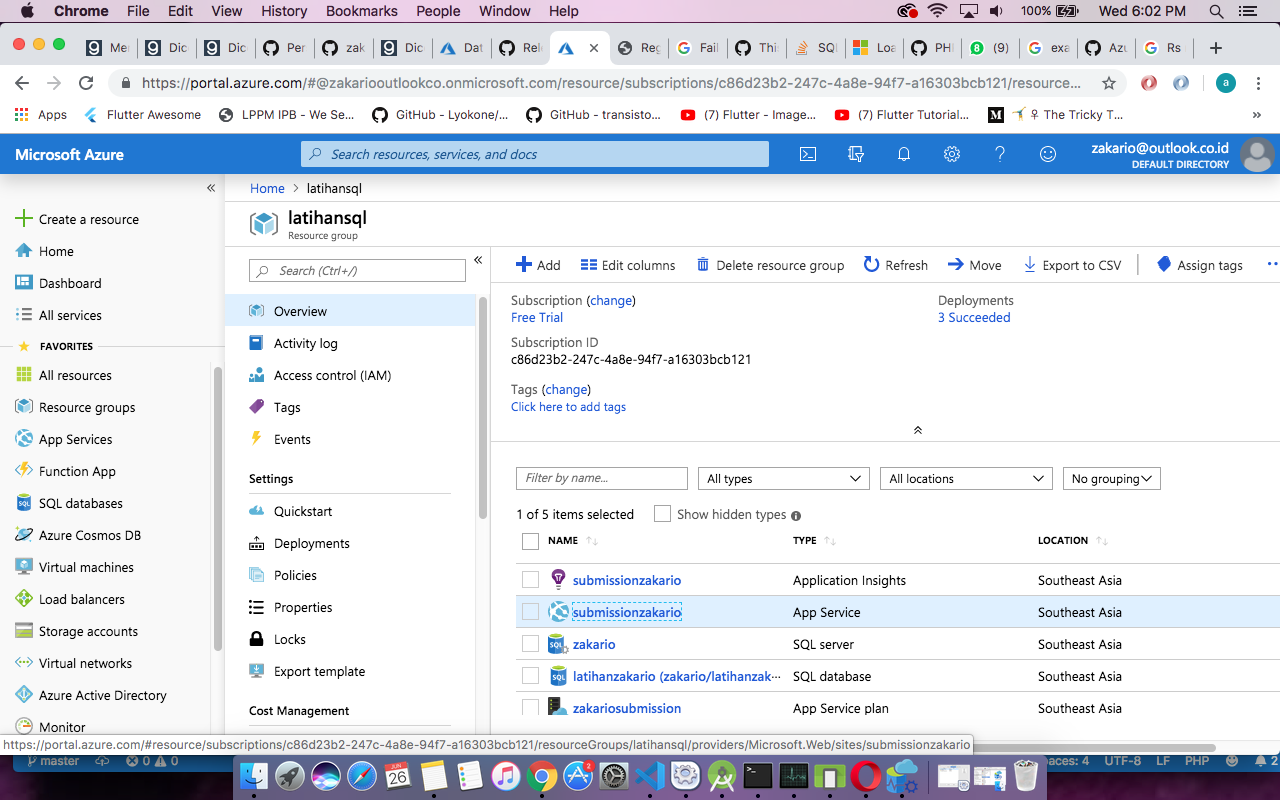 Chrome File Edit View History Bookmarks People Window Help 100% Wed 6:02 PM
Me Dic Dic Per zak Dic Dat Rel Reg Fail Thi SQL Loa PHI (9) exa Azu Rs
https://portal.azure.com/#@zakariooutlookco.onmicrosoft.com/resource/subscriptions/c86d23b2-247c-4a8e-94f7-a16303bcb121/resource... a
Apps Flutter Awesome LPPM IPB - We Se... GitHub - Lyokone/... GitHub - transisto... (7) Flutter - Image... (7) Flutter Tutorial... M The Tricky T... »
Microsoft Azure Search resources, services, and docs zakario@outlook.co.id
DEFAULT DIRECTORY
Home > latihansql
latihansql
Resource group
Create a resource
Home
Dashboard
All services
FAVORITES
All resources
Resource groups
App Services
Function App
SQL databases
Azure Cosmos DB
Virtual machines
Load balancers
Storage accounts
Virtual networks
Azure Active Directory
Monitor
Search (Ctrl+/)
Overview
Activity log
Access control (IAM)
Tags
Events
Settings
Quickstart
Deployments
Policies
Properties
Locks
Export template
Cost Management
Add Edit columns Delete resource group Refresh Move Export to CSV Assign tags
Subscription (change)
Free Trial
Deployments
3 Succeeded
Subscription ID
c86d23b2-247c-4a8e-94f7-a16303bcb121
Tags (change)
Click here to add tags
Filter by name... All types All locations No grouping
1 of 5 items selected Show hidden types
NAME TYPE LOCATION
submissionzakario Application Insights Southeast Asia
submissionzakario App Service Southeast Asia
SQL zakario SQL server Southeast Asia
SQL latihanzakario (zakario/latihanzak... SQL database Southeast Asia
zakariosubmission App Service plan Southeast Asia
https://portal.azure.com/#resource/subscriptions/c86d23b2-247c-4a8e-94f7-a16303bcb121/resourceGroups/latihansql/providers/Microsoft.Web/sites/submissionzakario
master 0 0 paces: 4 UTF-8 LF PHP 2
JUN
26
2